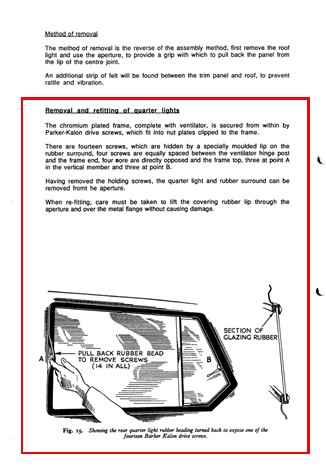 Method of removal
The method of removal is the reverse of the assembly method, first remove the roof
light and use the aperture, to provide a grip with which to pull back the panel from
the lip of the centre joint.
An additional strip of felt will be found between the trim panel and roof, to prevent
rattle and vibration.
Removal and refitting of quarter lights
The chromium plated frame, complete with ventilator, is secured from within by
Parker-Kalon drive screws, which fit into nut plates clipped to the frame.
There are fourteen screws, which are hidden by a specially moulded lip on the
rubber surround, four screws are equally spaced between the ventilator hinge post
and the frame end, four more are directly opposed and the frame top, three at point A
in the vertical member and three at point B.
Having removed the holding screws, the quarter light and rubber surround can be
removed fromt he aperture.
When re-fitting, care must be taken to lift the covering rubber lip through the
aperture and over the metal flange without causing damage.
A
PULL BACK RUBBER BEAD
TO REMOVE SCREWS
(14 IN ALL)
B
SECTION OF
GLAZING RUBBER
Fig. 15. Showing the rear quarter light rubber beading turned back to expose one of the
fourteen Barker Kalon drive screws.